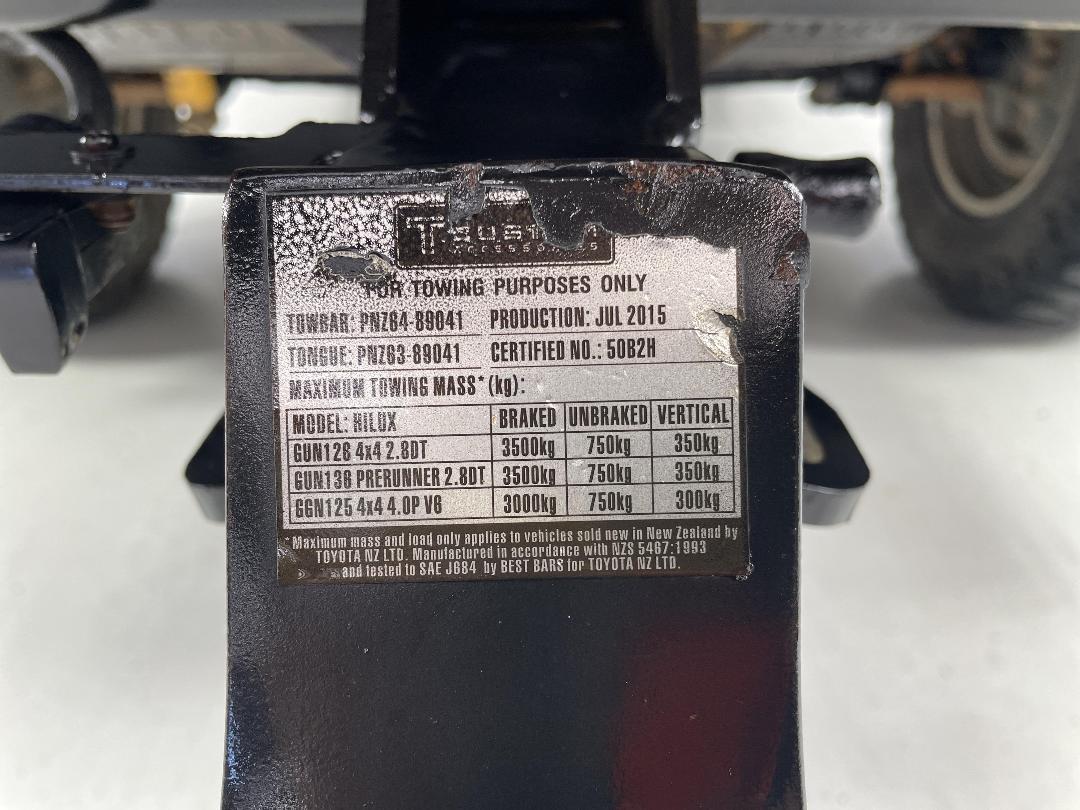 FOR TOWING PURPOSES ONLY
TOWBAR: PNZ64-89041 PRODUCTION: JUL 2015
TONGUE: PNZ63-89041 CERTIFIED NO.: 50B2H
MAXIMUM TOWING MASS* (kg):
MODEL: HILUX BRAKED UNBRAKED VERTICAL
GUN126 4x4 2.8DT 3500kg 750kg 350kg
GUN136 PRERUNNER 2.8DT 3500kg 750kg 350kg
GGN125 4x4 4.0P V6 3000kg 750kg 300kg
*Maximum mass and load only applies to vehicles sold new in New Zealand by
TOYOTA NZ LTD. Manufactured in accordance with NZS 5467:1993
and tested to SAE J684 by BEST BARS for TOYOTA NZ LTD.